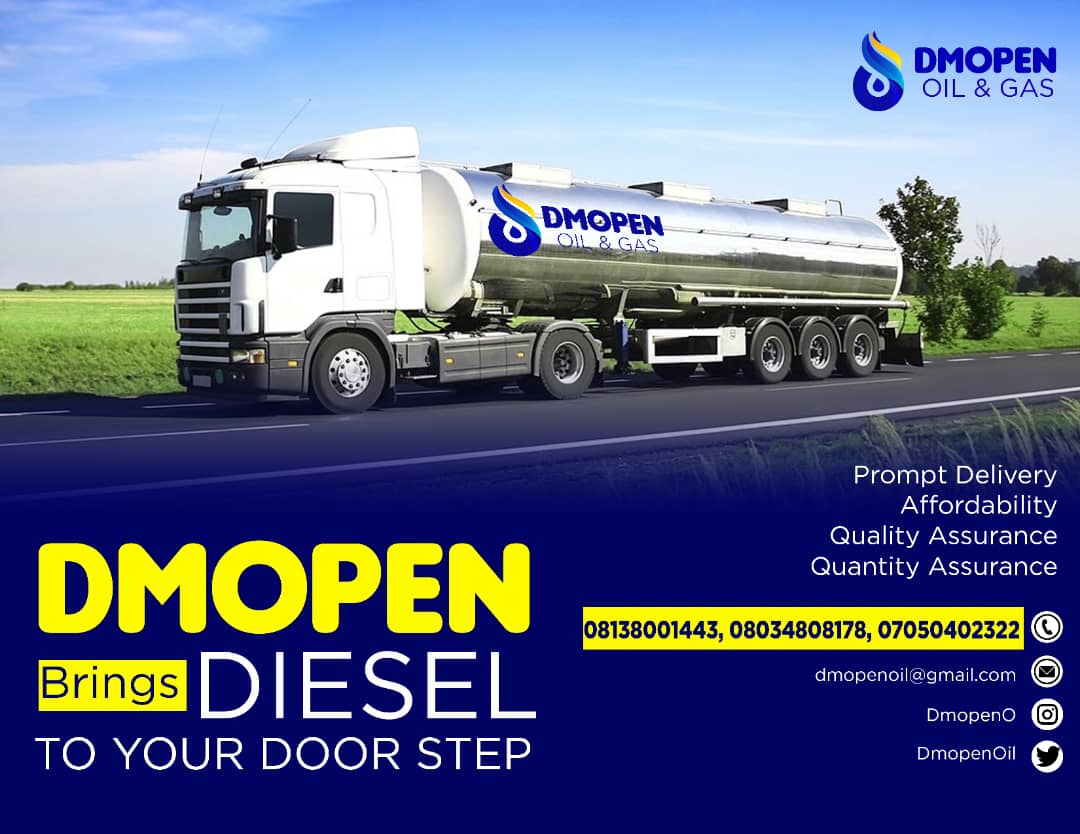 DMOPEN
OIL & GAS
DMOPEN
OIL & GAS
Prompt Delivery
Affordability
Quality Assurance
Quantity Assurance
DMOPEN
Brings DIESEL
TO YOUR DOOR STEP
08138001443, 08034808178, 07050402322
dmopenoil@gmail.com
DmopenO
DmopenOil